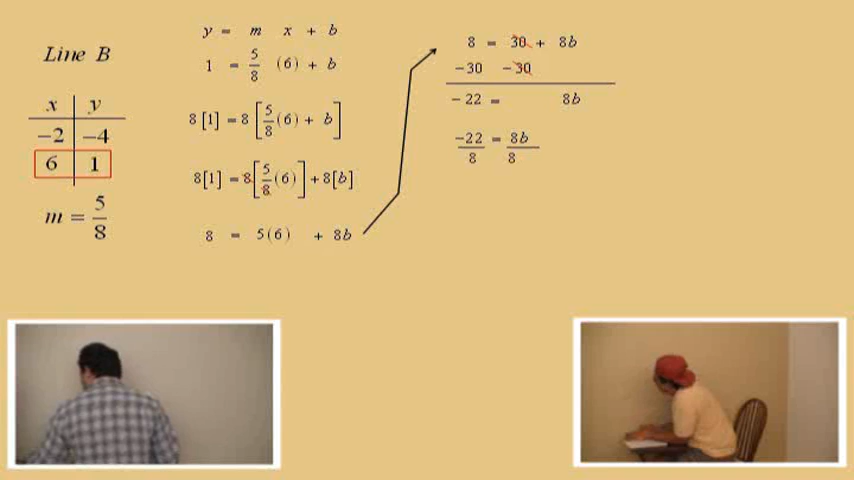 Line B
x y
−2 −4
6 1
m = 5/8
y = m x + b
1 = 5/8 (6) + b
8[1] = 8[5/8(6) + b]
8[1] = 8[5/8(6)] + 8[b]
8 = 5(6) + 8b
8 = 30 + 8b
−30 −30
−22 = 8b
−22/8 = 8b/8